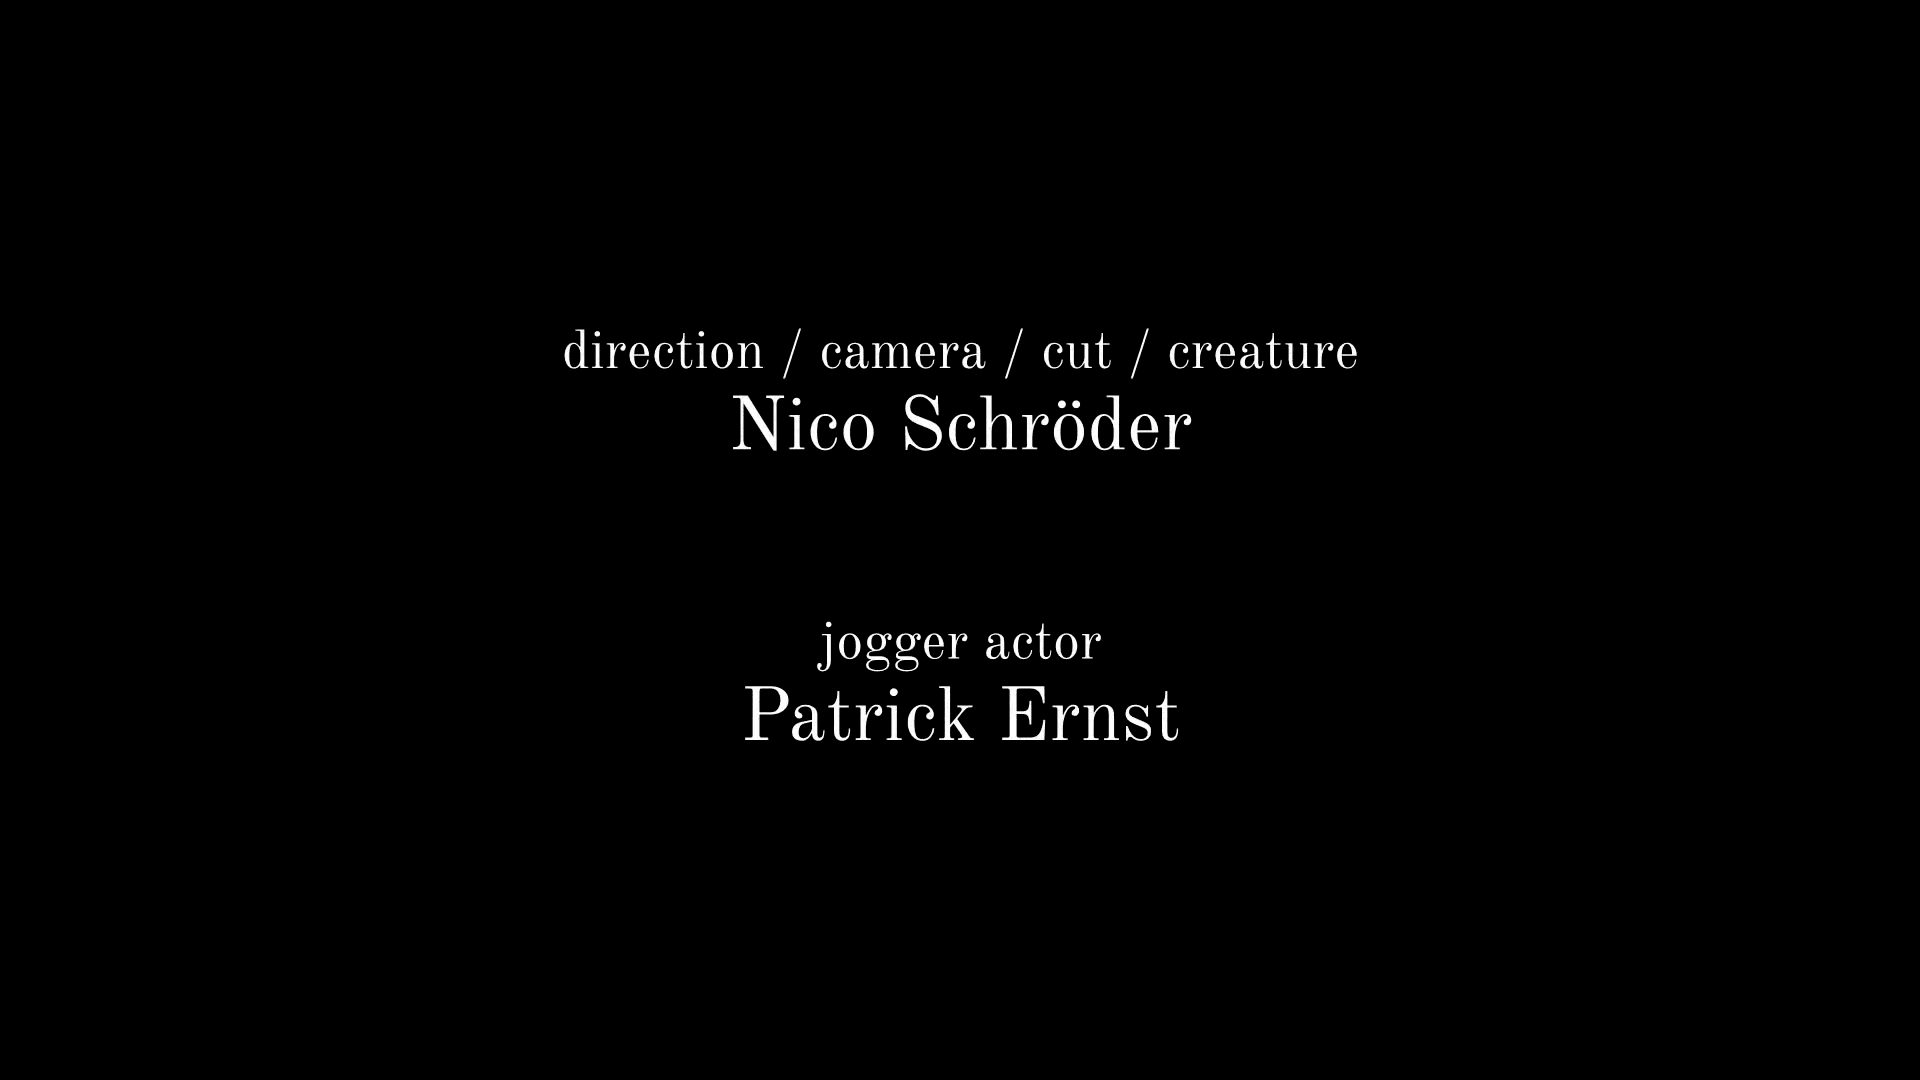 direction / camera / cut / creature
Nico Schröder
jogger actor
Patrick Ernst